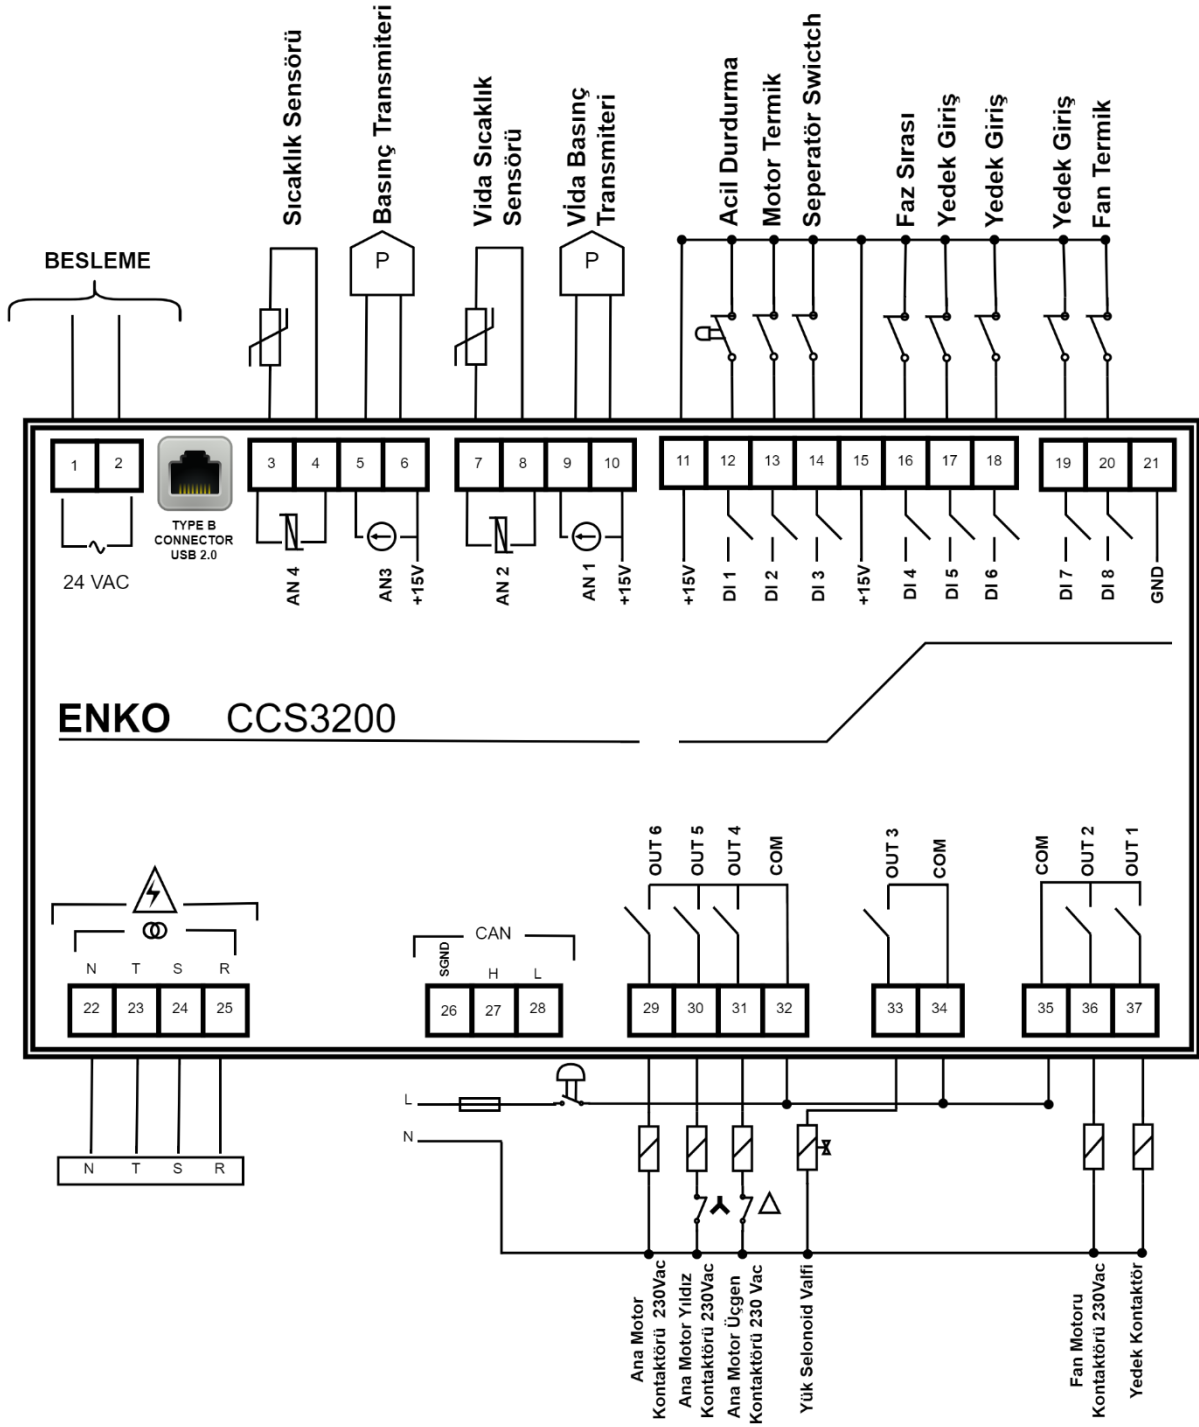 Sıcaklık Sensörü
Basınç Transmiteri
Vida Sıcaklık
Sensörü
Vida Basınç
Transmiteri
Acil Durdurma
Motor Termik
Seperatör Swictch
Faz Sırası
Yedek Giriş
Yedek Giriş
Yedek Giriş
Fan Termik
BESLEME
P
P
1 2
3 4 5 6
7 8 9 10
11 12 13 14 15 16 17 18
19 20 21
TYPE B
CONNECTOR
USB 2.0
24 VAC
AN 4
AN3
+15V
AN 2
AN 1
+15V
+15V
DI 1
DI 2
DI 3
+15V
DI 4
DI 5
DI 6
DI 7
DI 8
GND
ENKO CCS3200
OUT 6
OUT 5
OUT 4
COM
OUT 3
COM
COM
OUT 2
OUT 1
CAN
SGND
H
L
N T S R
22 23 24 25
26 27 28
29 30 31 32
33 34
35 36 37
L
N
N T S R
Ana Motor
Kontaktörü 230Vac
Ana Motor Yıldız
Kontaktörü 230Vac
Ana Motor Üçgen
Kontaktörü 230 Vac
Yük Selonoid Valfi
Fan Motoru
Kontaktörü 230Vac
Yedek Kontaktör